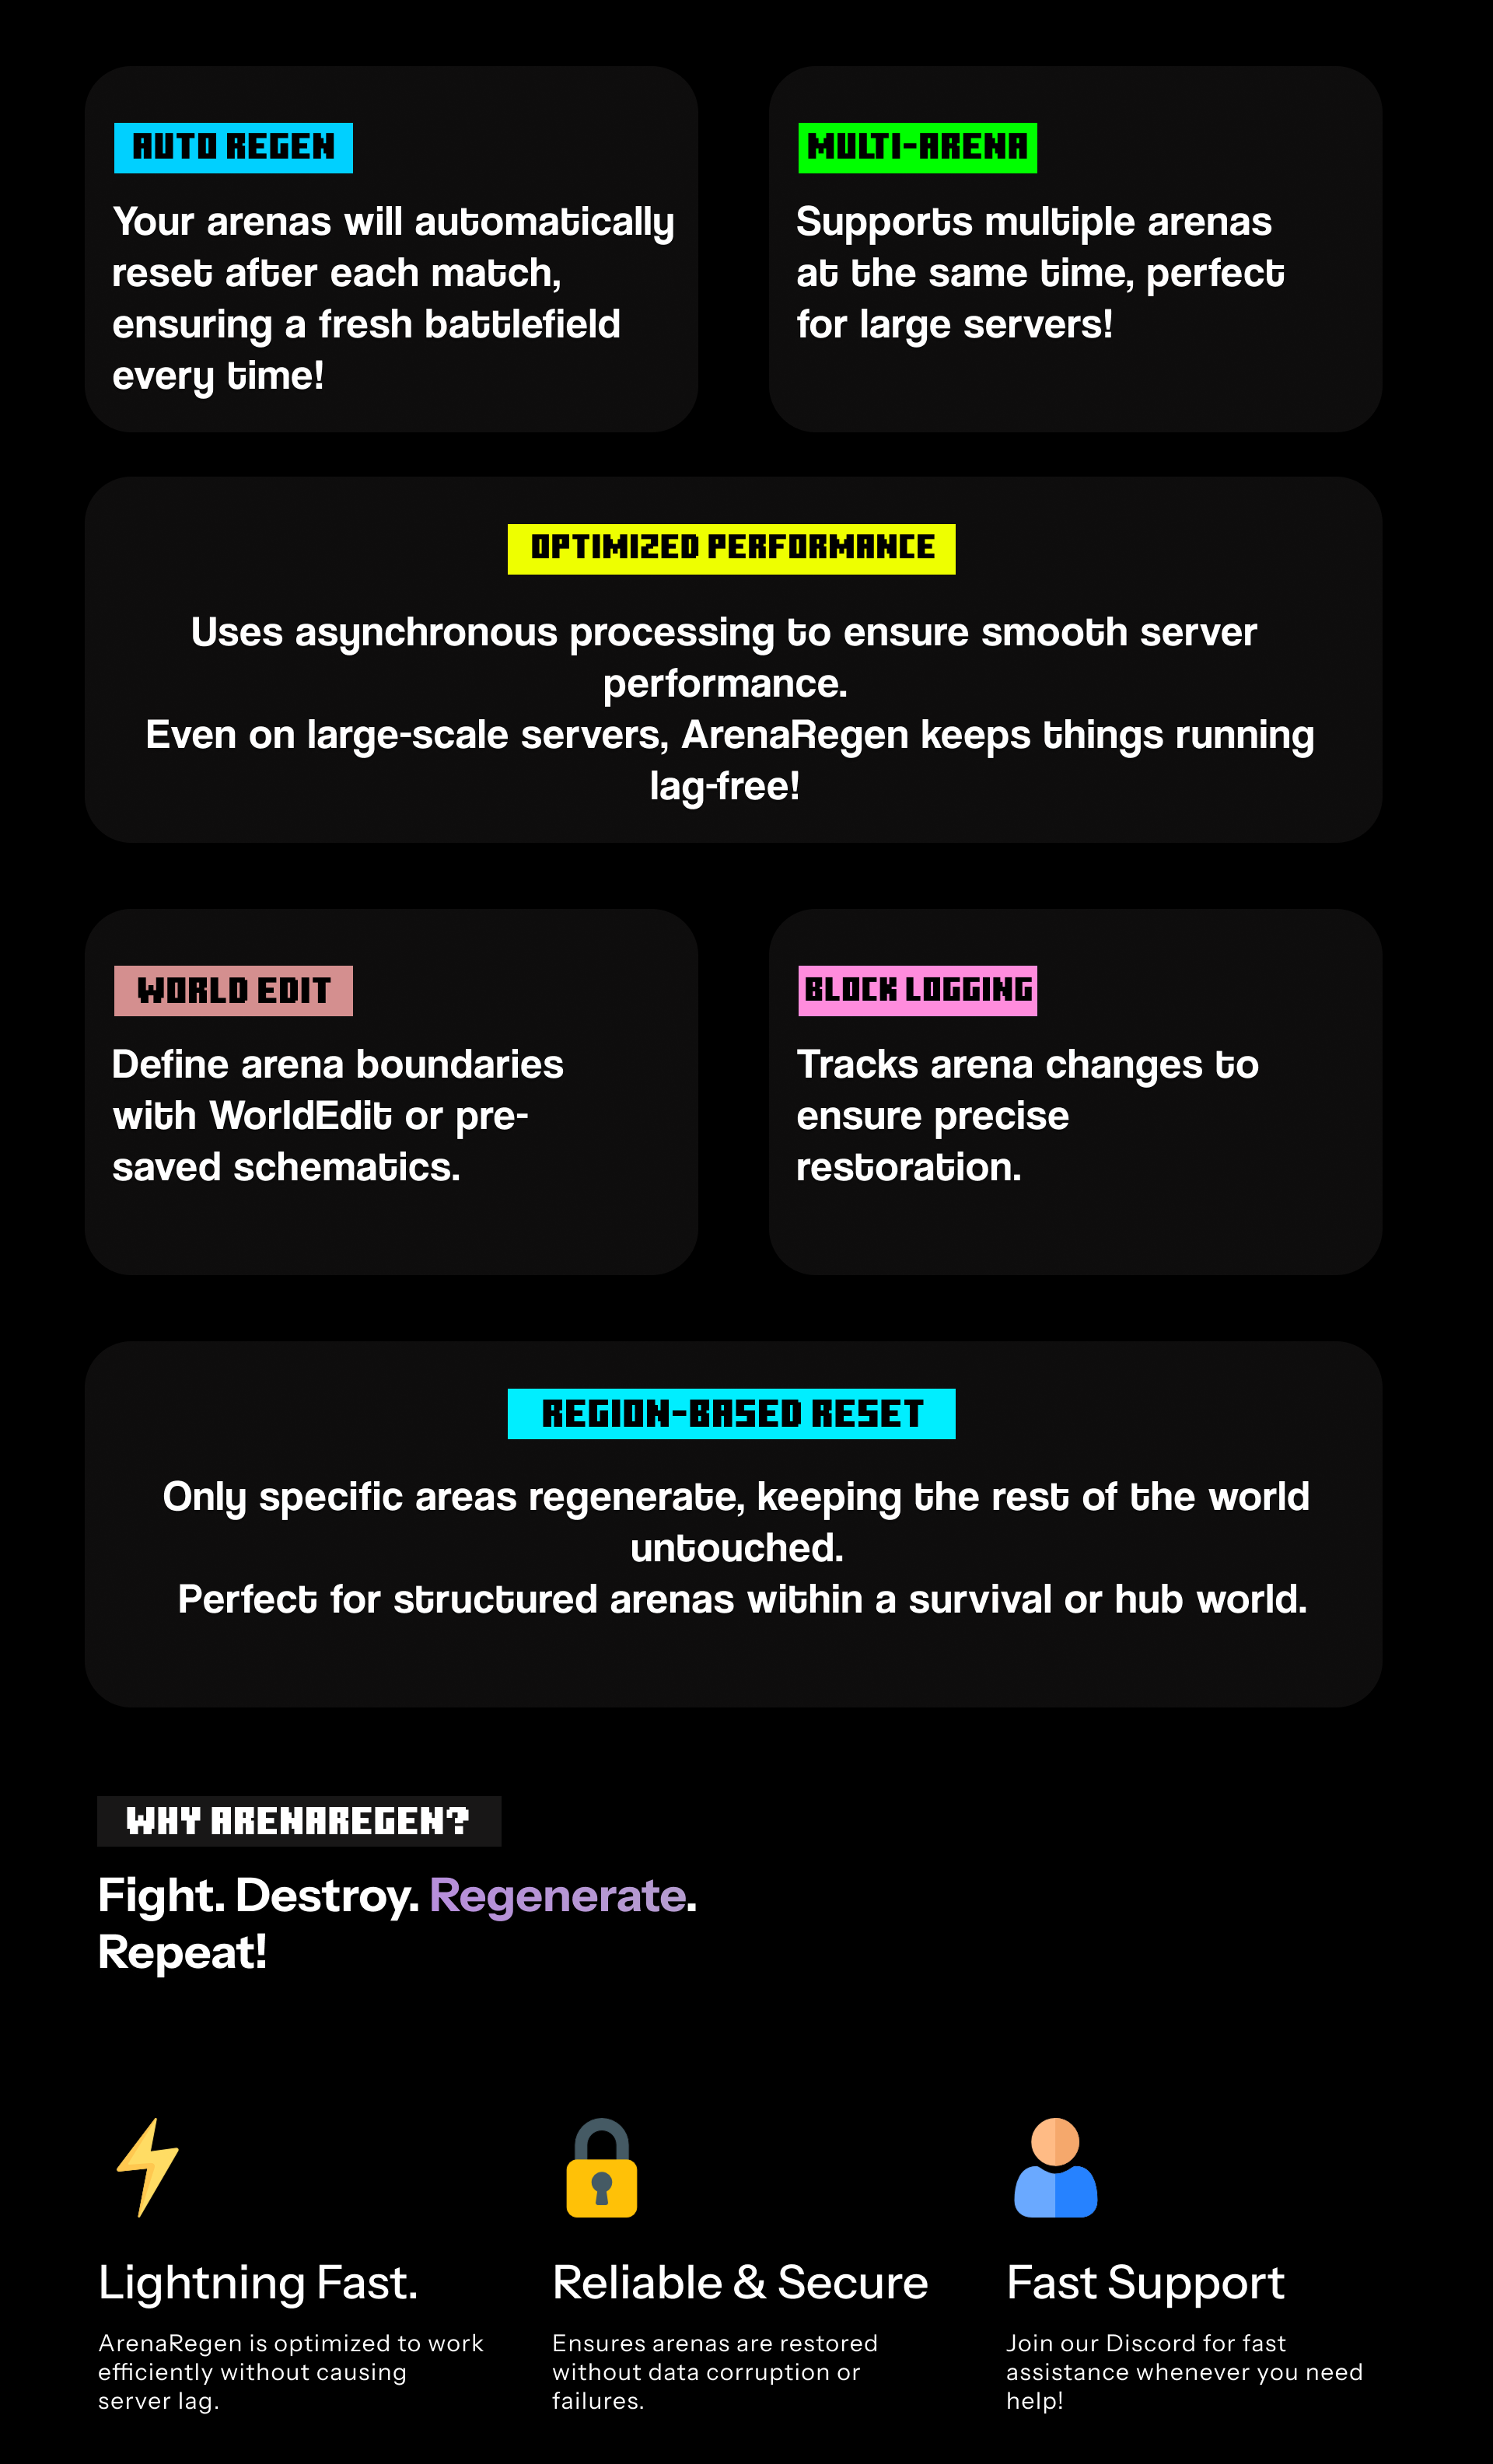 AUTO REGEN
Your arenas will automatically
reset after each match,
ensuring a fresh battlefield
every time!
MULTI-ARENA
Supports multiple arenas
at the same time, perfect
for large servers!
OPTIMIZED PERFORMANCE
Uses asynchronous processing to ensure smooth server
performance.
Even on large-scale servers, ArenaRegen keeps things running
lag-free!
WORLD EDIT
Define arena boundaries
with WorldEdit or pre-
saved schematics.
BLOCK LOGGING
Tracks arena changes to
ensure precise
restoration.
REGION-BASED RESET
Only specific areas regenerate, keeping the rest of the world
untouched.
Perfect for structured arenas within a survival or hub world.
WHY ARENAREGEN?
Fight. Destroy. Regenerate.
Repeat!
Lightning Fast.
ArenaRegen is optimized to work
efficiently without causing
server lag.
Reliable & Secure
Ensures arenas are restored
without data corruption or
failures.
Fast Support
Join our Discord for fast
assistance whenever you need
help!